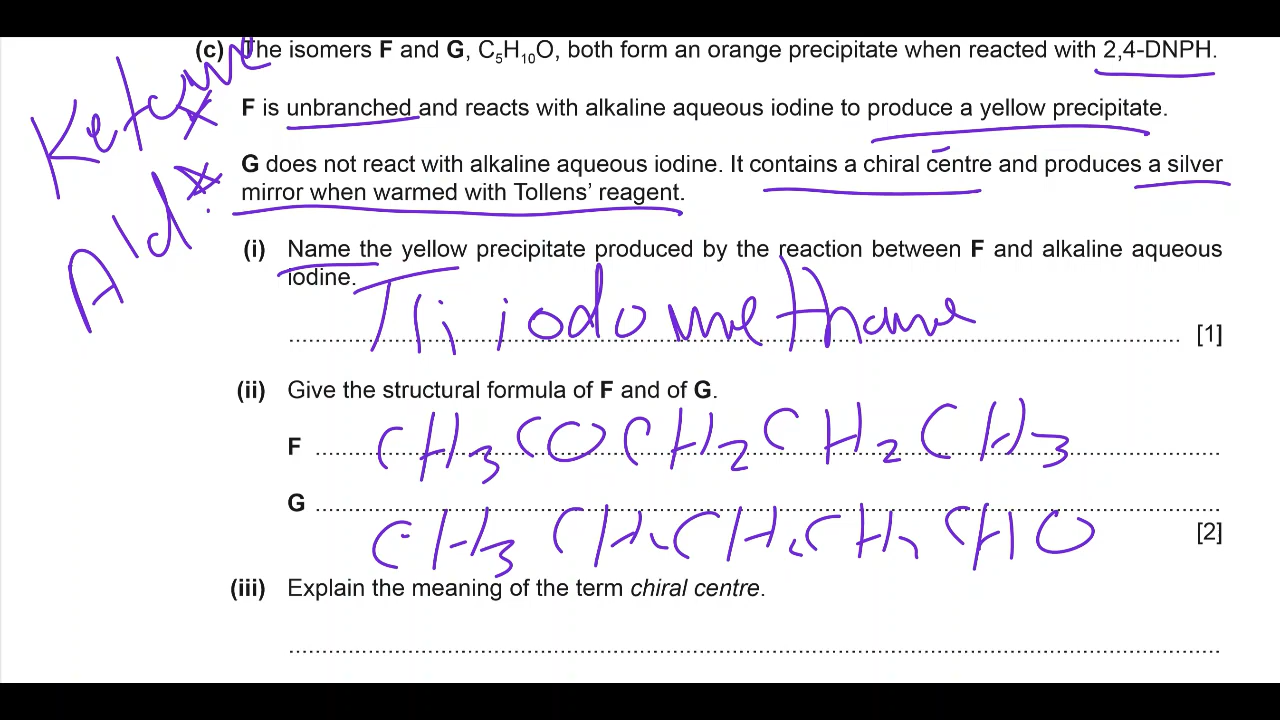 (c) The isomers F and G, C5H10O, both form an orange precipitate when reacted with 2,4-DNPH.
Ketone
F is unbranched and reacts with alkaline aqueous iodine to produce a yellow precipitate.
G does not react with alkaline aqueous iodine. It contains a chiral centre and produces a silver
mirror when warmed with Tollens' reagent.
Ald
(i) Name the yellow precipitate produced by the reaction between F and alkaline aqueous
iodine.
Tri iodo methane
[1]
(ii) Give the structural formula of F and of G.
F CH3COCH2CH2CH3
G CH3CH2CH2CH2CHO
[2]
(iii) Explain the meaning of the term chiral centre.